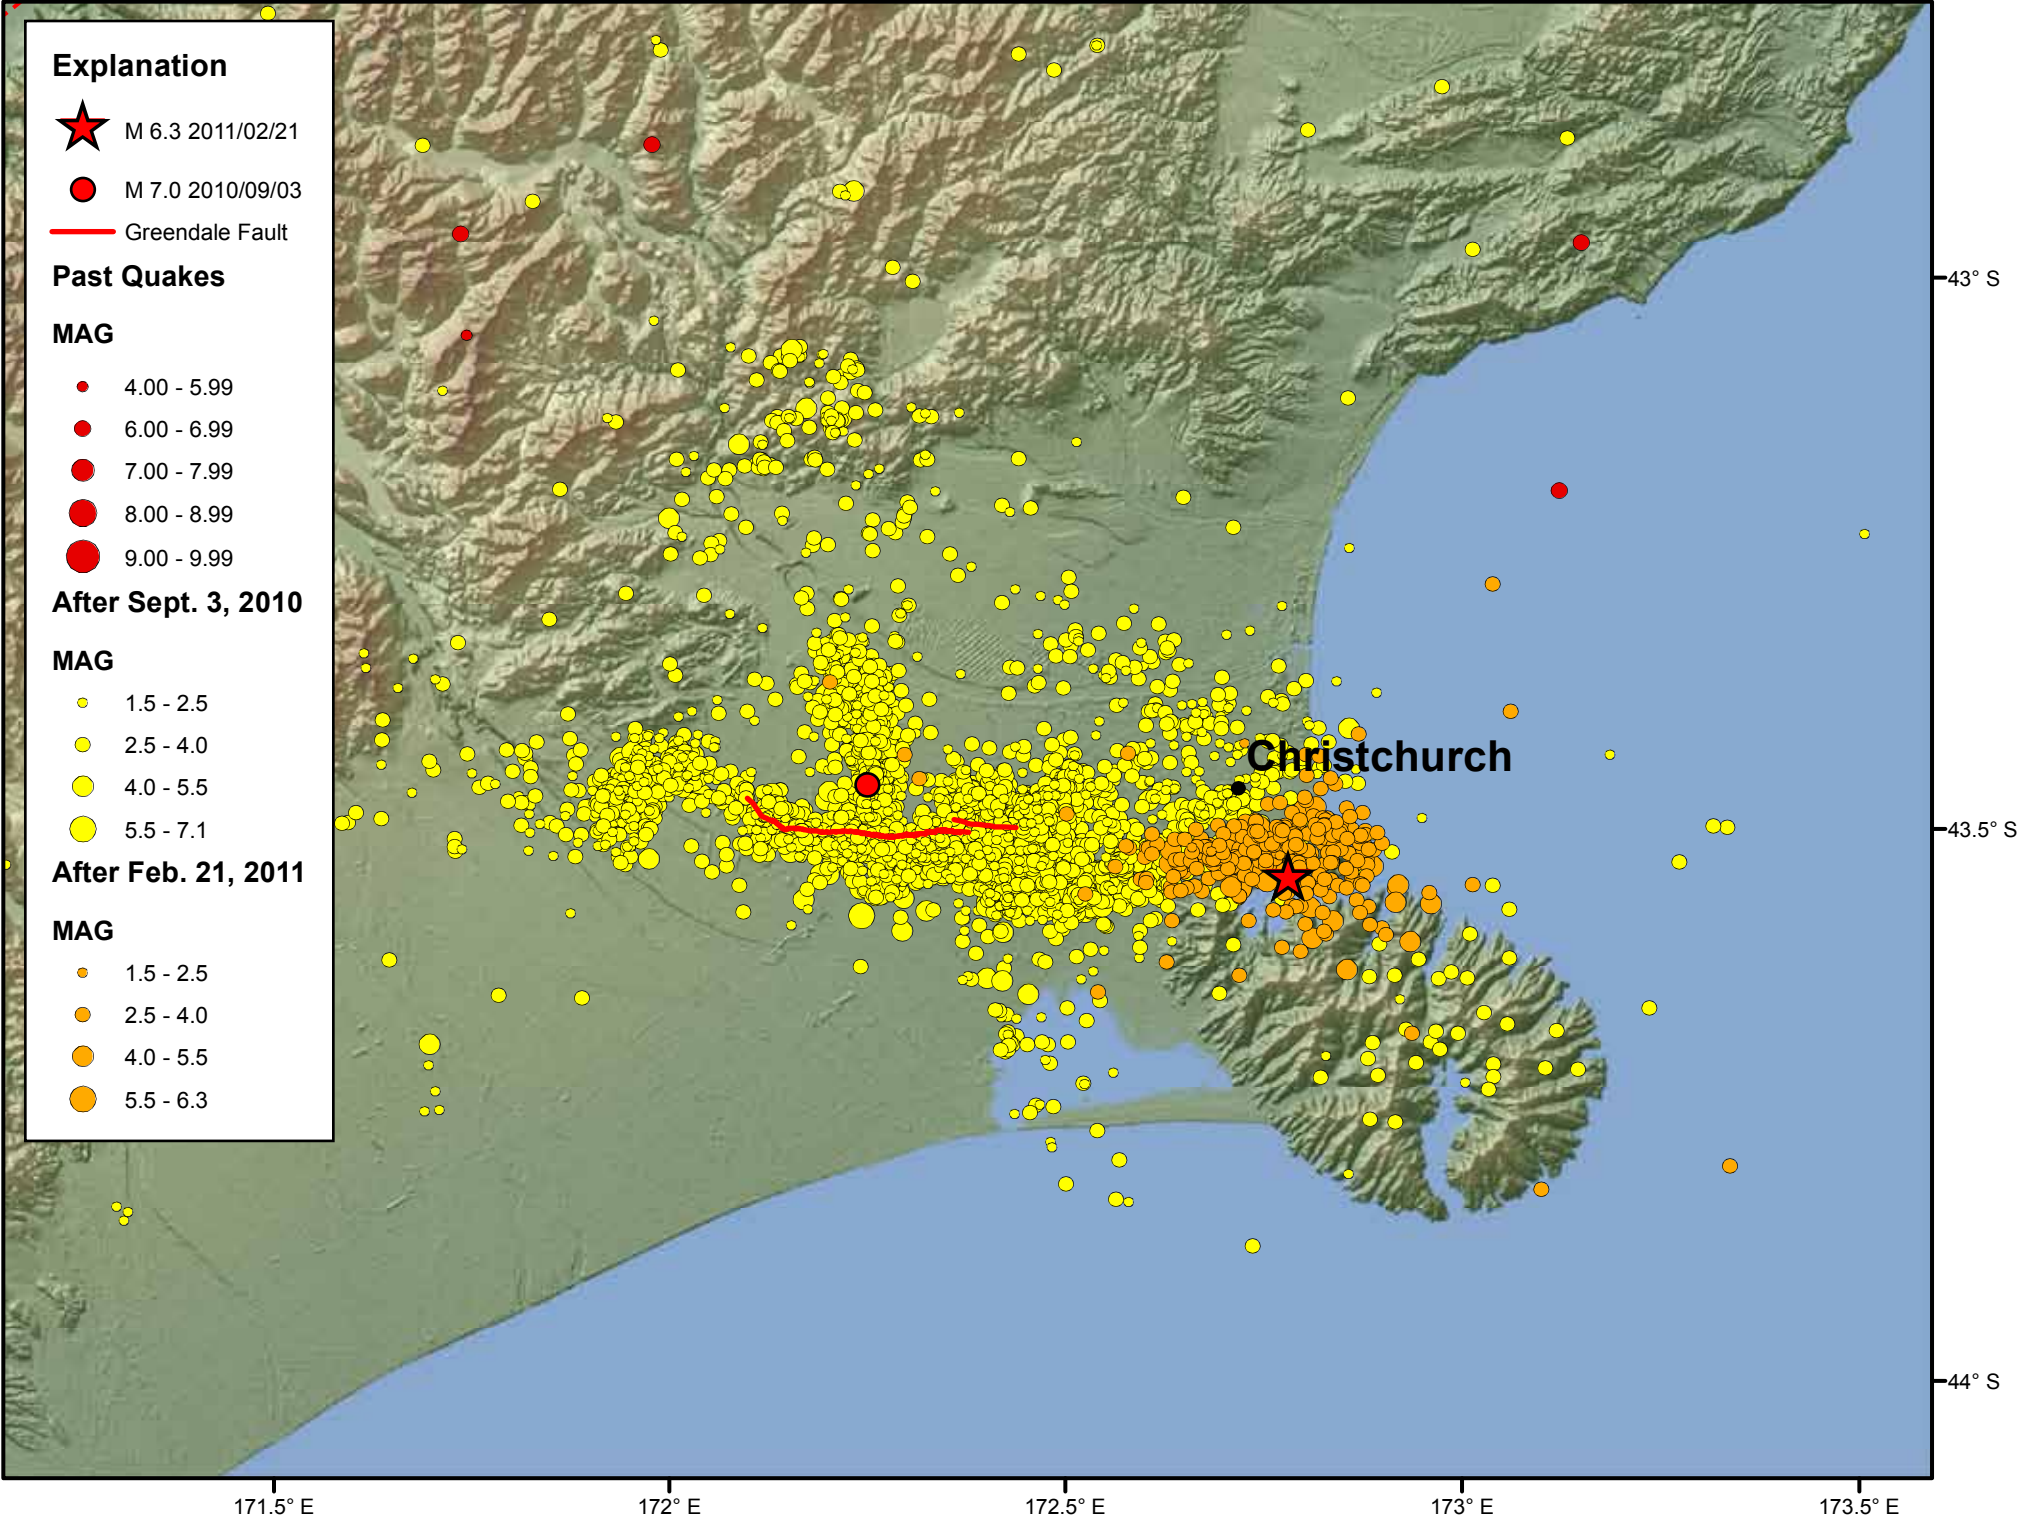 Explanation
M 6.3 2011/02/21
M 7.0 2010/09/03
Greendale Fault
Past Quakes
MAG
4.00 - 5.99
6.00 - 6.99
7.00 - 7.99
8.00 - 8.99
9.00 - 9.99
After Sept. 3, 2010
MAG
1.5 - 2.5
2.5 - 4.0
4.0 - 5.5
5.5 - 7.1
After Feb. 21, 2011
MAG
1.5 - 2.5
2.5 - 4.0
4.0 - 5.5
5.5 - 6.3
Christchurch
43° S
43.5° S
44° S
171.5° E
172° E
172.5° E
173° E
173.5° E